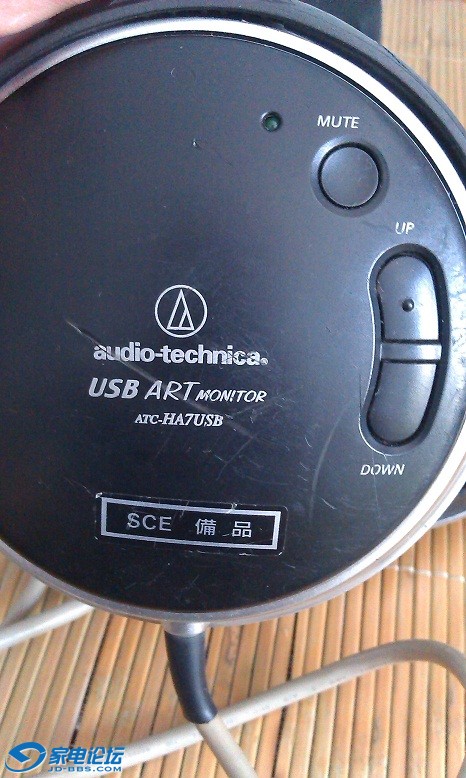 MUTE
UP
audio-technica®
USB ART MONITOR
ATC-HA7USB
DOWN
SCE 備品
家电论坛
JD-BBS.COM